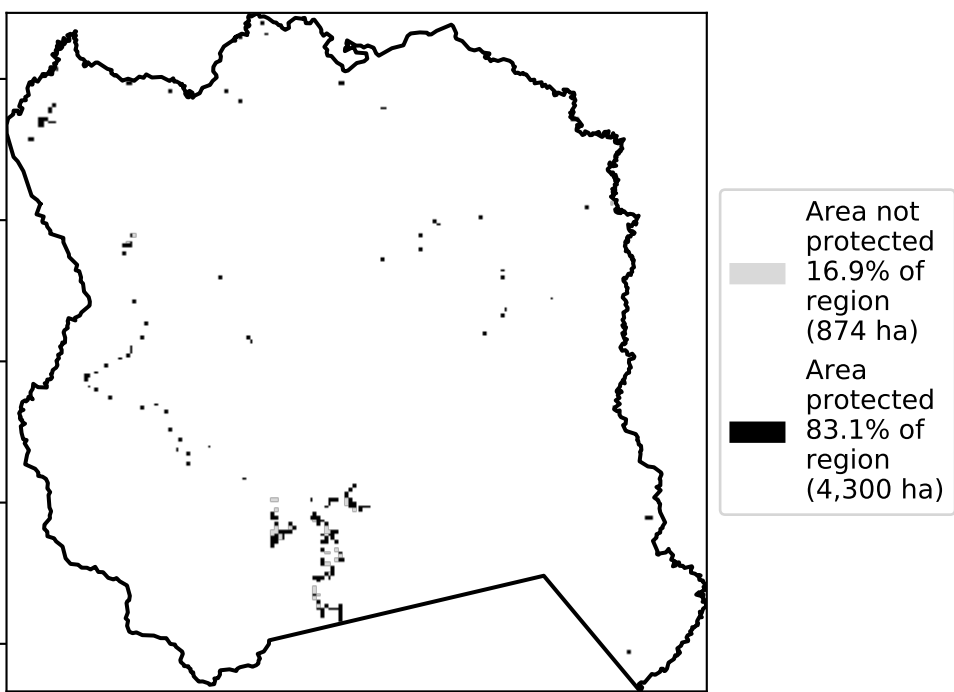 Area not
protected
16.9% of
region
(874 ha)
Area
protected
83.1% of
region
(4,300 ha)